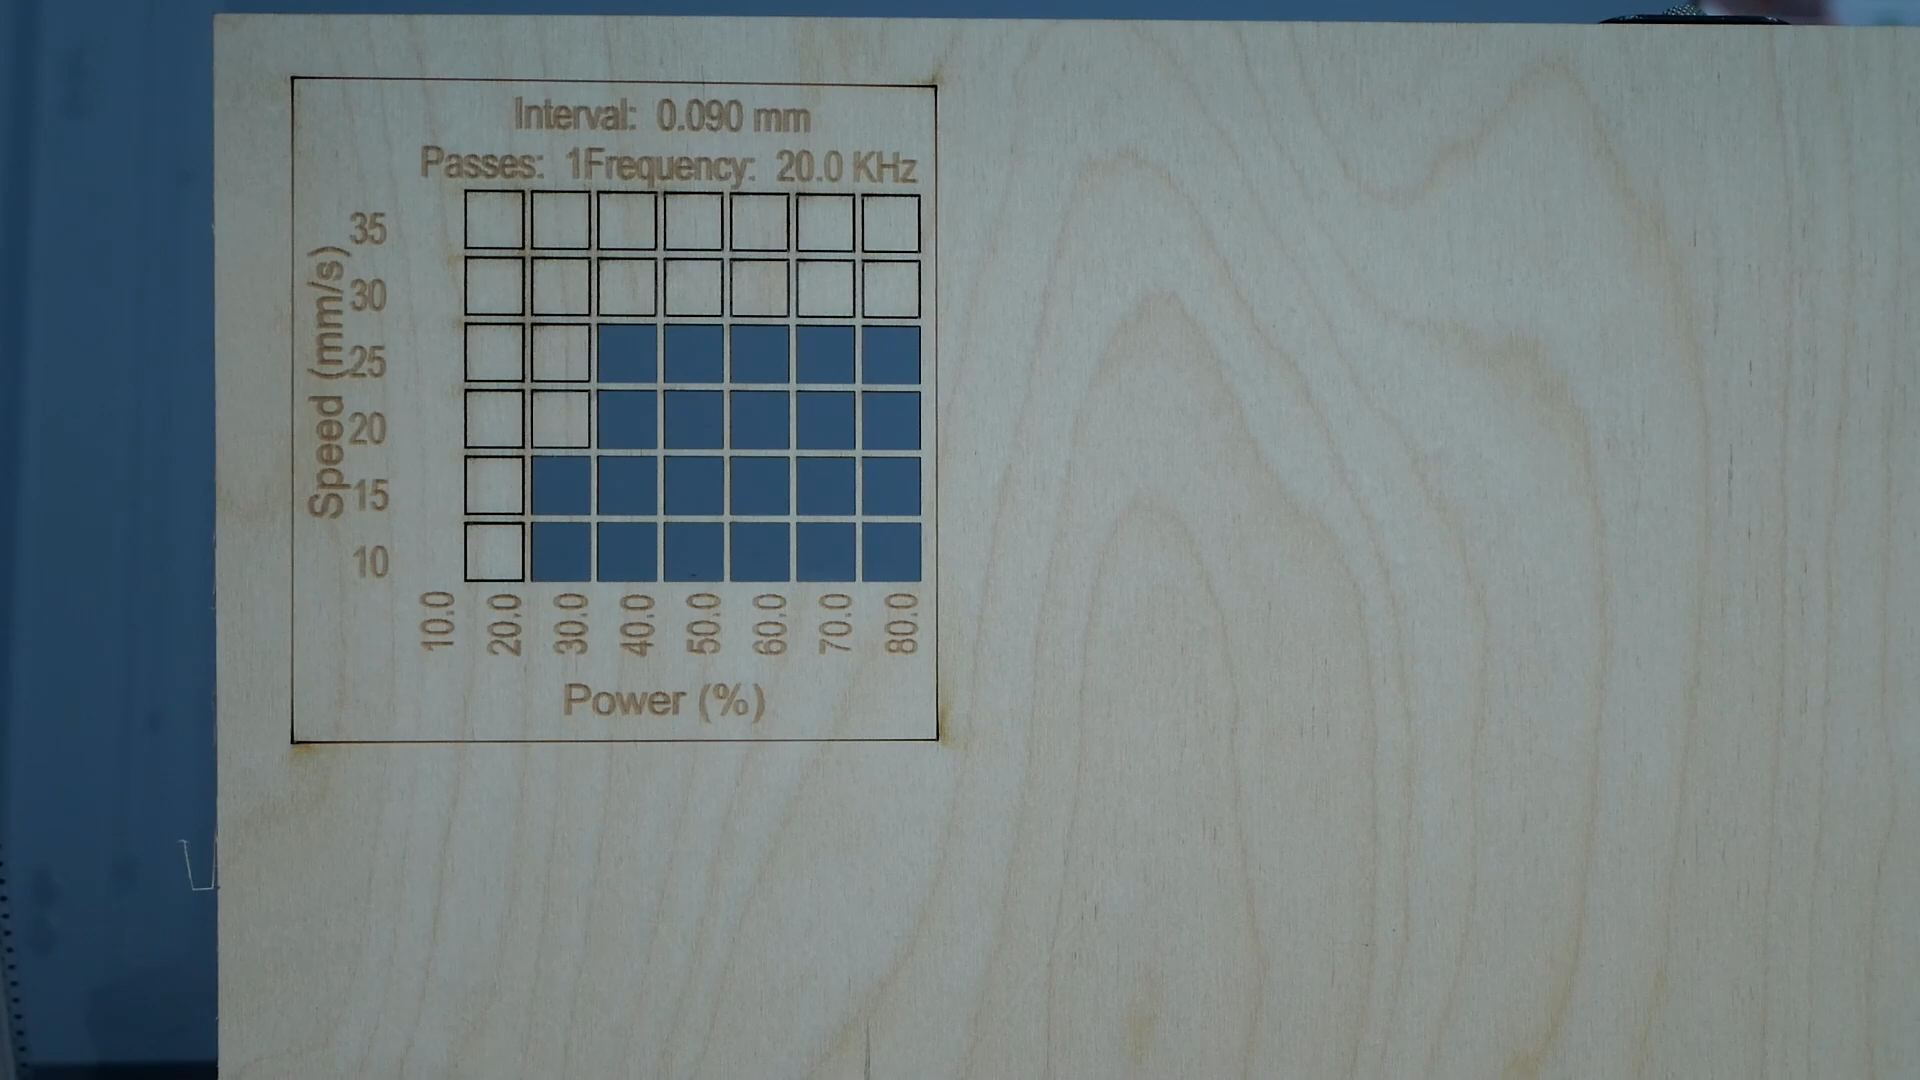 Interval: 0.090 mm
Passes: 1Frequency: 20.0 KHz
Speed (mm/s)
35
30
25
20
15
10
10.0 20.0 30.0 40.0 50.0 60.0 70.0 80.0
Power (%)